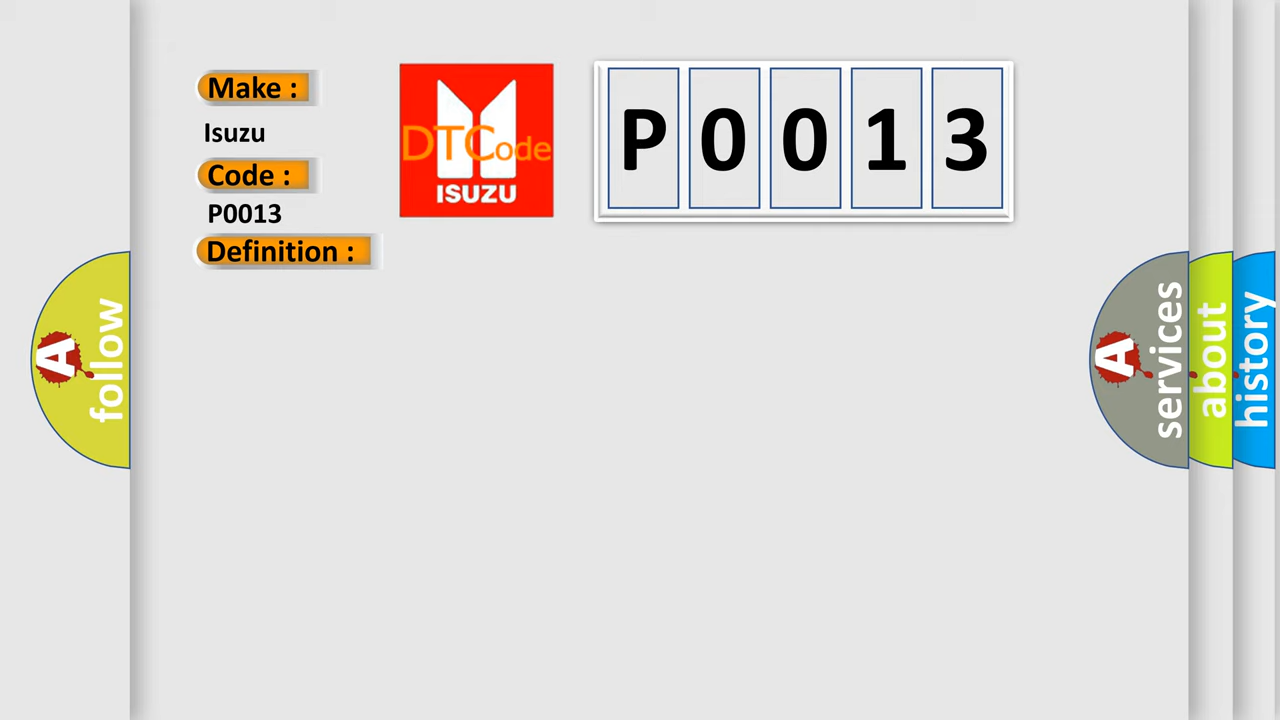 Make :
Isuzu
Code :
P0013
Definition :
DTCode
ISUZU
P0013
A follow
A services
about
history